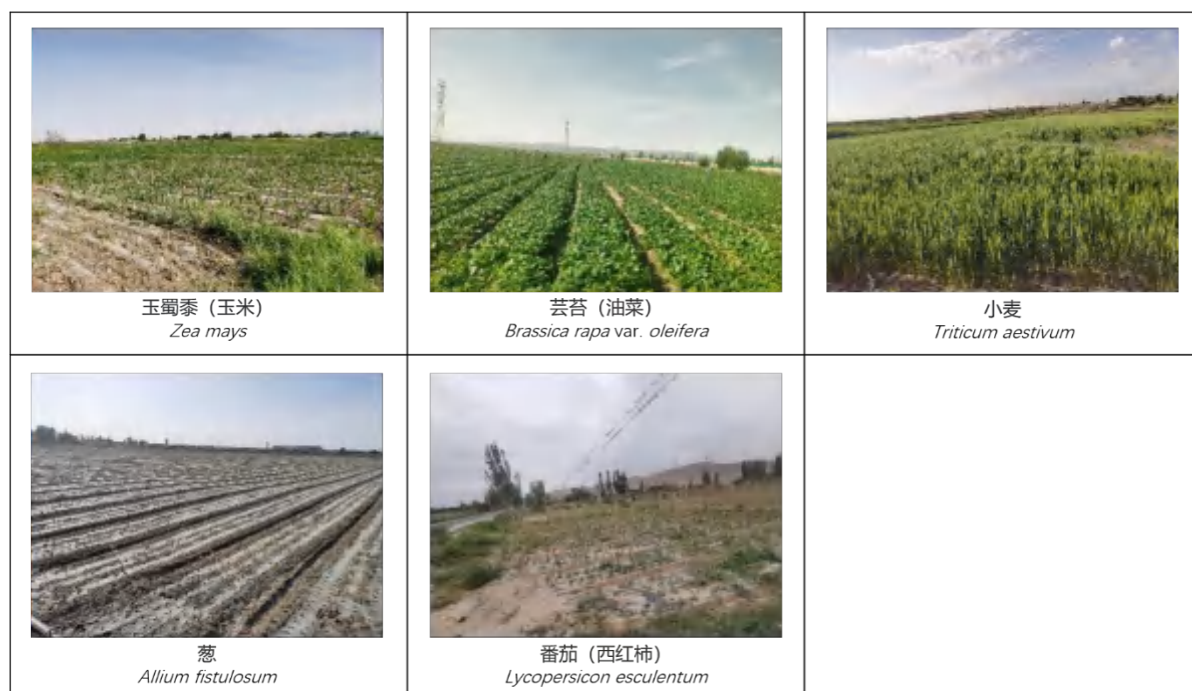 玉蜀黍（玉米）
Zea mays
芸苔（油菜）
Brassica rapa var. oleifera
小麦
Triticum aestivum
葱
Allium fistulosum
番茄（西红柿）
Lycopersicon esculentum